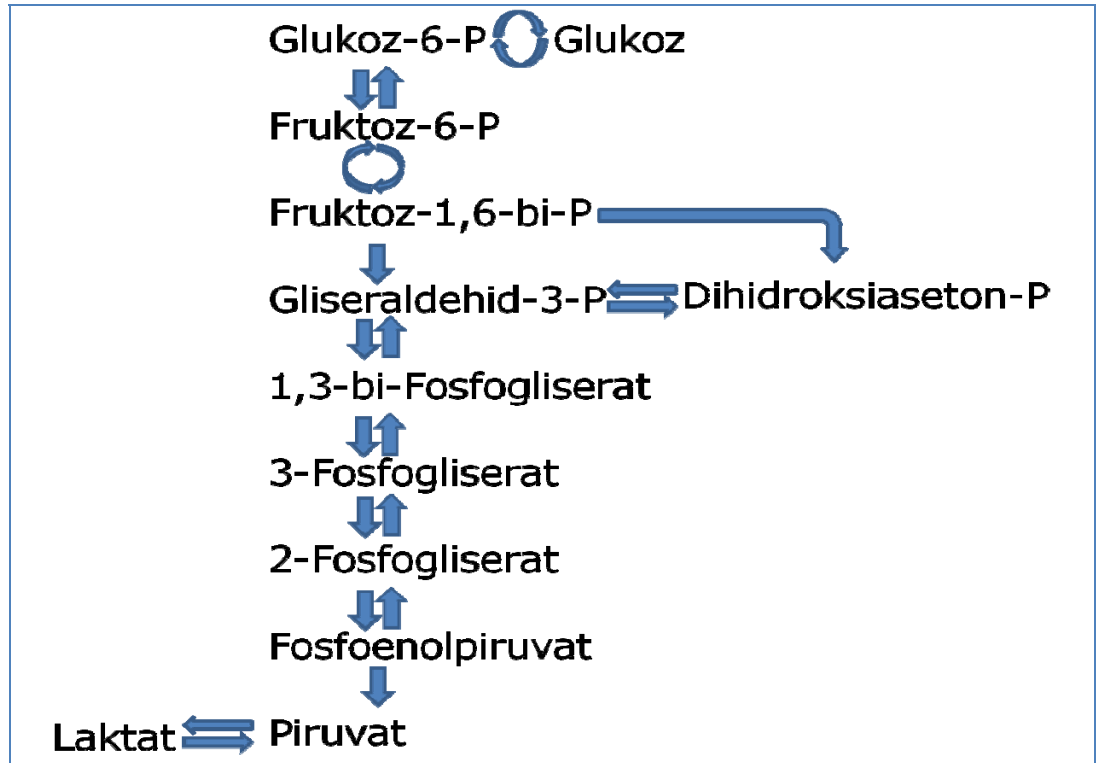 Glukoz-6-P Glukoz
Fruktoz-6-P
Fruktoz-1,6-bi-P
Gliseraldehid-3-P Dihidroksiaseton-P
1,3-bi-Fosfogliserat
3-Fosfogliserat
2-Fosfogliserat
Fosfoenolpiruvat
Laktat Piruvat